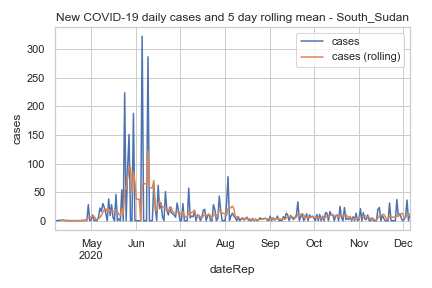 New COVID-19 daily cases and 5 day rolling mean - South_Sudan
cases
cases (rolling)
300
250
200
150
100
50
0
cases
May Jun Jul Aug Sep Oct Nov Dec
2020
dateRep